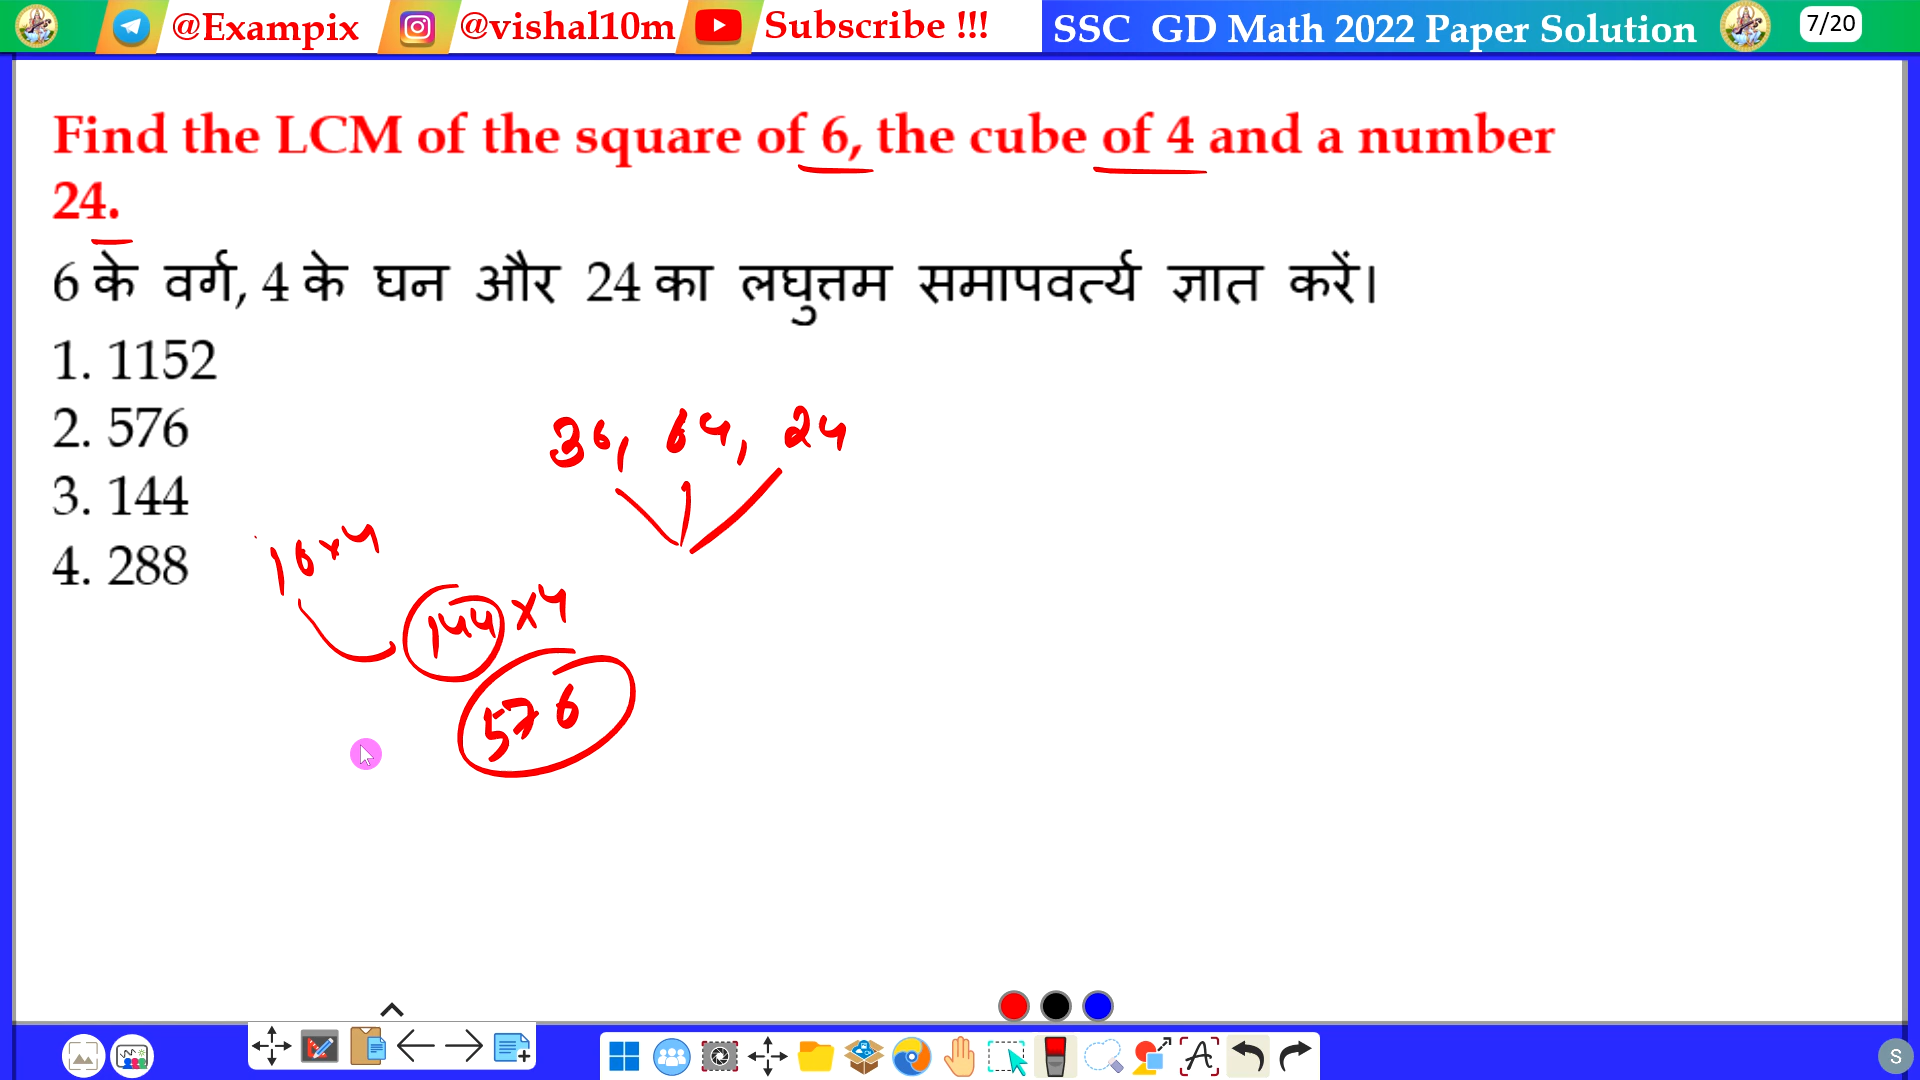 @Exampix @vishal10m Subscribe !!! SSC GD Math 2022 Paper Solution 7/20
Find the LCM of the square of 6, the cube of 4 and a number
24.
6 के वर्ग, 4 के घन और 24 का लघुत्तम समापवर्त्य ज्ञात करें।
1. 1152
2. 576
3. 144
4. 288
36, 64, 24
16×4
144 ×4
576
S